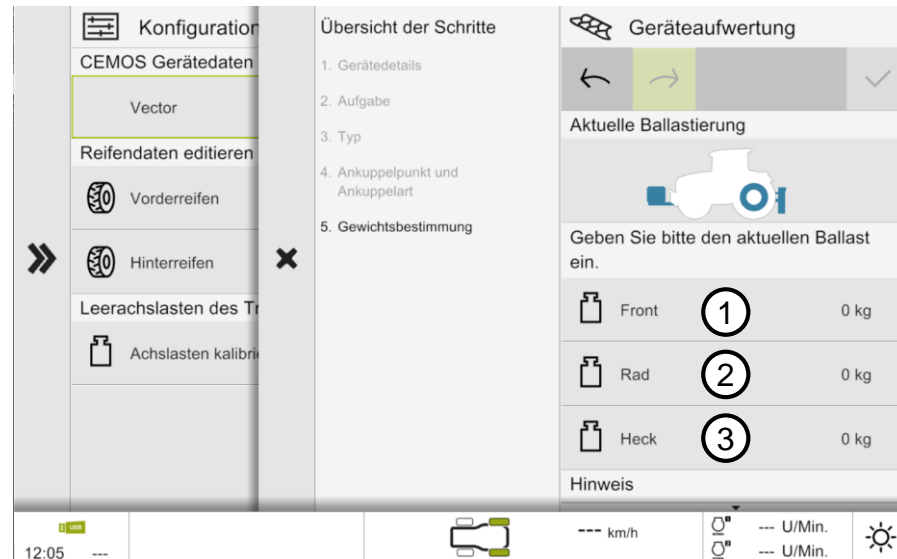 Konfiguration
CEMOS Gerätedaten
Vector
Reifendaten editieren
Vorderreifen
Hinterreifen
Leerachslasten des Tr
Achslasten kalibrie
Übersicht der Schritte
1. Gerätedetails
2. Aufgabe
3. Typ
4. Ankuppelpunkt und
Ankuppelart
5. Gewichtsbestimmung
Geräteaufwertung
Aktuelle Ballastierung
Geben Sie bitte den aktuellen Ballast
ein.
Front 1 0 kg
Rad 2 0 kg
Heck 3 0 kg
Hinweis
USB
12:05 ---
--- km/h
--- U/Min.
--- U/Min.